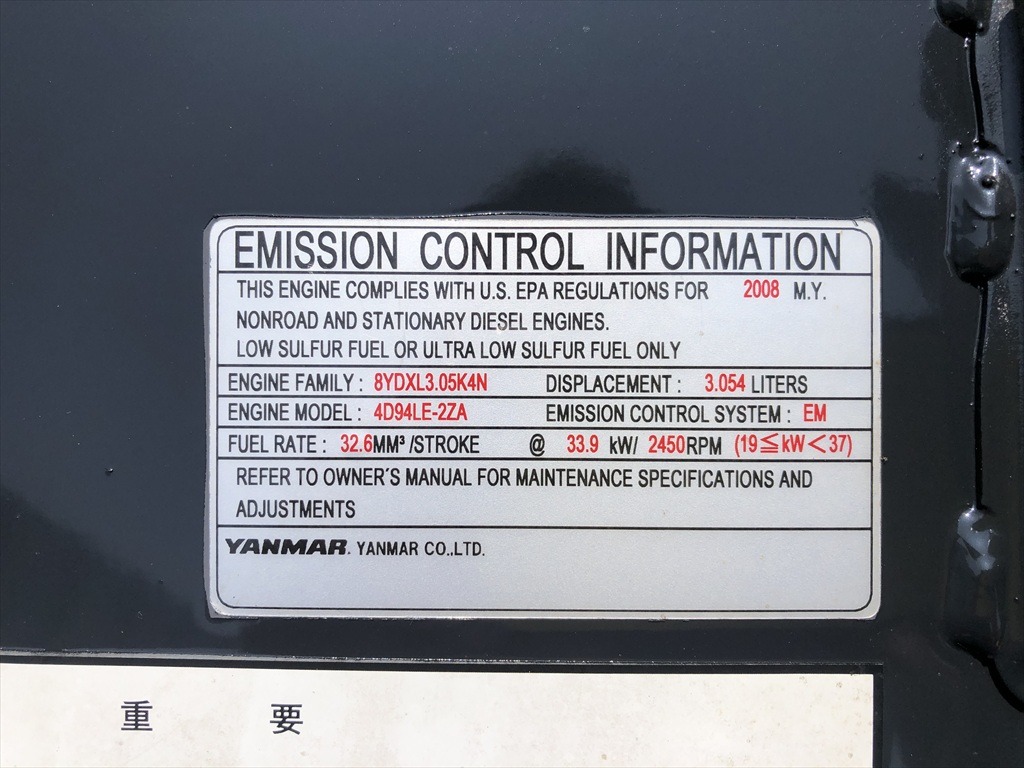 EMISSION CONTROL INFORMATION
THIS ENGINE COMPLIES WITH U.S. EPA REGULATIONS FOR 2008 M.Y.
NONROAD AND STATIONARY DIESEL ENGINES.
LOW SULFUR FUEL OR ULTRA LOW SULFUR FUEL ONLY
ENGINE FAMILY : 8YDXL3.05K4N DISPLACEMENT : 3.054 LITERS
ENGINE MODEL : 4D94LE-2ZA EMISSION CONTROL SYSTEM : EM
FUEL RATE : 32.6MM³/STROKE @ 33.9 kW/ 2450RPM (19≦kW<37)
REFER TO OWNER´S MANUAL FOR MAINTENANCE SPECIFICATIONS AND
ADJUSTMENTS
YANMAR. YANMAR CO.,LTD.
重 要